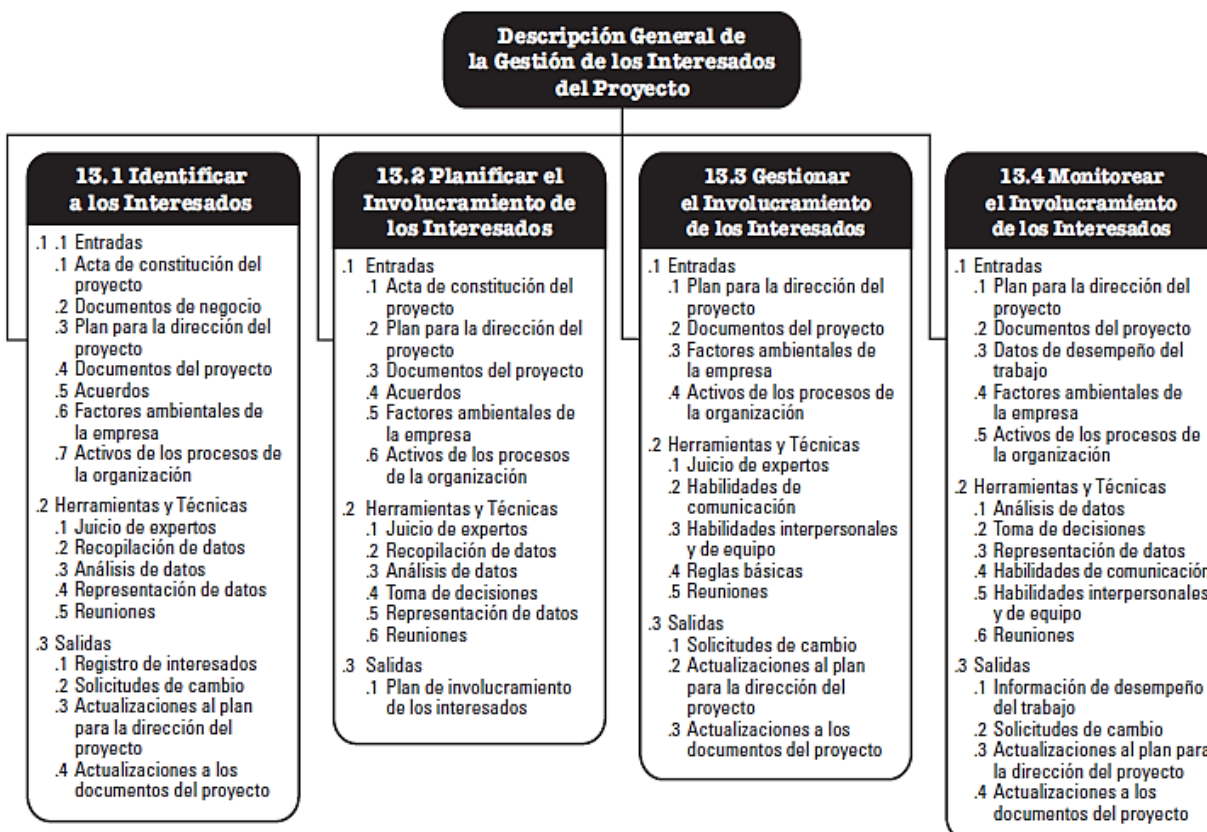 Descripción General de
la Gestión de los Interesados
del Proyecto
13.1 Identificar
a los Interesados
.1 .1 Entradas
.1 Acta de constitución del
proyecto
.2 Documentos de negocio
.3 Plan para la dirección del
proyecto
.4 Documentos del proyecto
.5 Acuerdos
.6 Factores ambientales de
la empresa
.7 Activos de los procesos de
la organización
.2 Herramientas y Técnicas
.1 Juicio de expertos
.2 Recopilación de datos
.3 Análisis de datos
.4 Representación de datos
.5 Reuniones
.3 Salidas
.1 Registro de interesados
.2 Solicitudes de cambio
.3 Actualizaciones al plan
para la dirección del
proyecto
.4 Actualizaciones a los
documentos del proyecto
13.2 Planificar el
Involucramiento de
los Interesados
.1 Entradas
.1 Acta de constitución del
proyecto
.2 Plan para la dirección del
proyecto
.3 Documentos del proyecto
.4 Acuerdos
.5 Factores ambientales de
la empresa
.6 Activos de los procesos
de la organización
.2 Herramientas y Técnicas
.1 Juicio de expertos
.2 Recopilación de datos
.3 Análisis de datos
.4 Toma de decisiones
.5 Representación de datos
.6 Reuniones
.3 Salidas
.1 Plan de involucramiento
de los interesados
13.3 Gestionar
el Involucramiento
de los Interesados
.1 Entradas
.1 Plan para la dirección del
proyecto
.2 Documentos del proyecto
.3 Factores ambientales de
la empresa
.4 Activos de los procesos de
la organización
.2 Herramientas y Técnicas
.1 Juicio de expertos
.2 Habilidades de
comunicación
.3 Habilidades interpersonales
y de equipo
.4 Reglas básicas
.5 Reuniones
.3 Salidas
.1 Solicitudes de cambio
.2 Actualizaciones al plan
para la dirección del
proyecto
.3 Actualizaciones a los
documentos del proyecto
13.4 Monitorear
el Involucramiento
de los Interesados
.1 Entradas
.1 Plan para la dirección del
proyecto
.2 Documentos del proyecto
.3 Datos de desempeño del
trabajo
.4 Factores ambientales de
la empresa
.5 Activos de los procesos de
la organización
.2 Herramientas y Técnicas
.1 Análisis de datos
.2 Toma de decisiones
.3 Representación de datos
.4 Habilidades de comunicación
.5 Habilidades interpersonales
y de equipo
.6 Reuniones
.3 Salidas
.1 Información de desempeño
del trabajo
.2 Solicitudes de cambio
.3 Actualizaciones al plan para
la dirección del proyecto
.4 Actualizaciones a los
documentos del proyecto